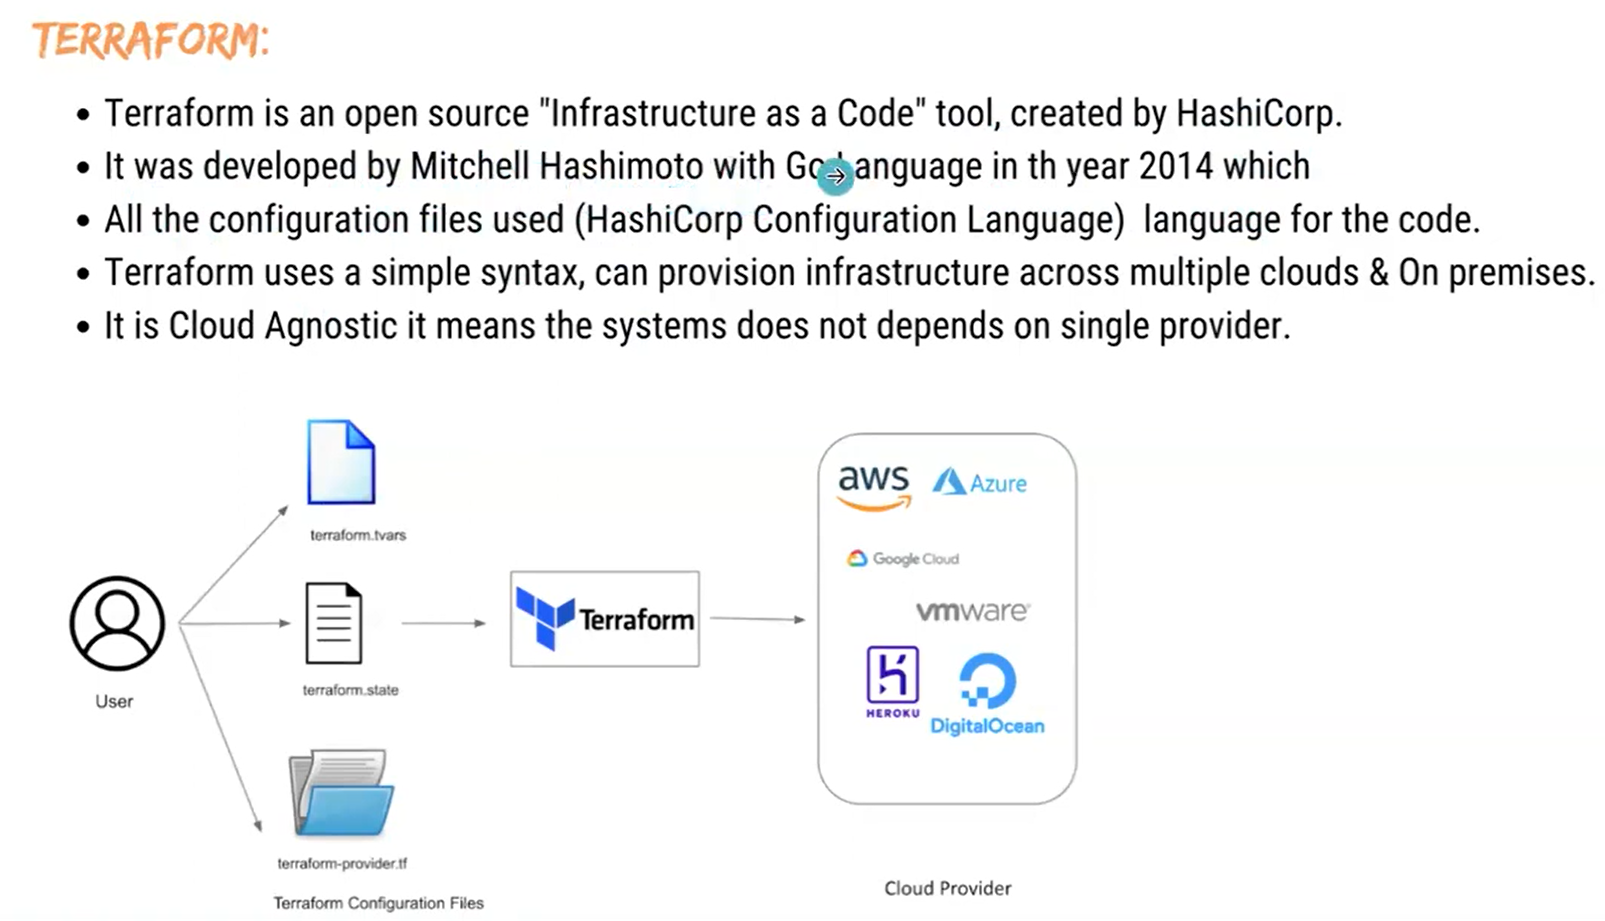 TERRAFORM:
Terraform is an open source "Infrastructure as a Code" tool, created by HashiCorp.
It was developed by Mitchell Hashimoto with Go Language in th year 2014 which
All the configuration files used (HashiCorp Configuration Language) language for the code.
Terraform uses a simple syntax, can provision infrastructure across multiple clouds & On premises.
It is Cloud Agnostic it means the systems does not depends on single provider.
terraform.tvars
User
terraform.state
terraform-provider.tf
Terraform Configuration Files
Terraform
aws
Azure
Google Cloud
vmware
HEROKU
DigitalOcean
Cloud Provider